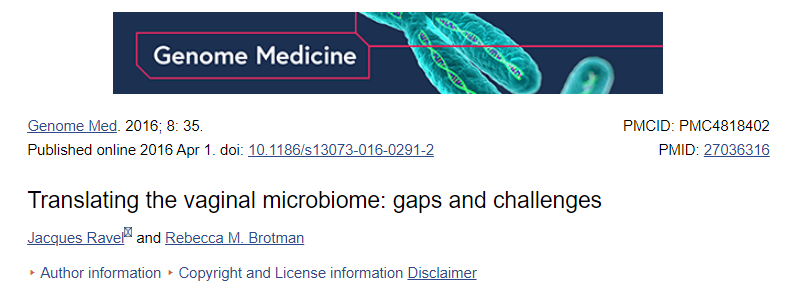 Genome Medicine
Genome Med. 2016; 8: 35.
PMCID: PMC4818402
Published online 2016 Apr 1. doi: 10.1186/s13073-016-0291-2
PMID: 27036316
Translating the vaginal microbiome: gaps and challenges
Jacques Ravel and Rebecca M. Brotman
Author information Copyright and License information Disclaimer